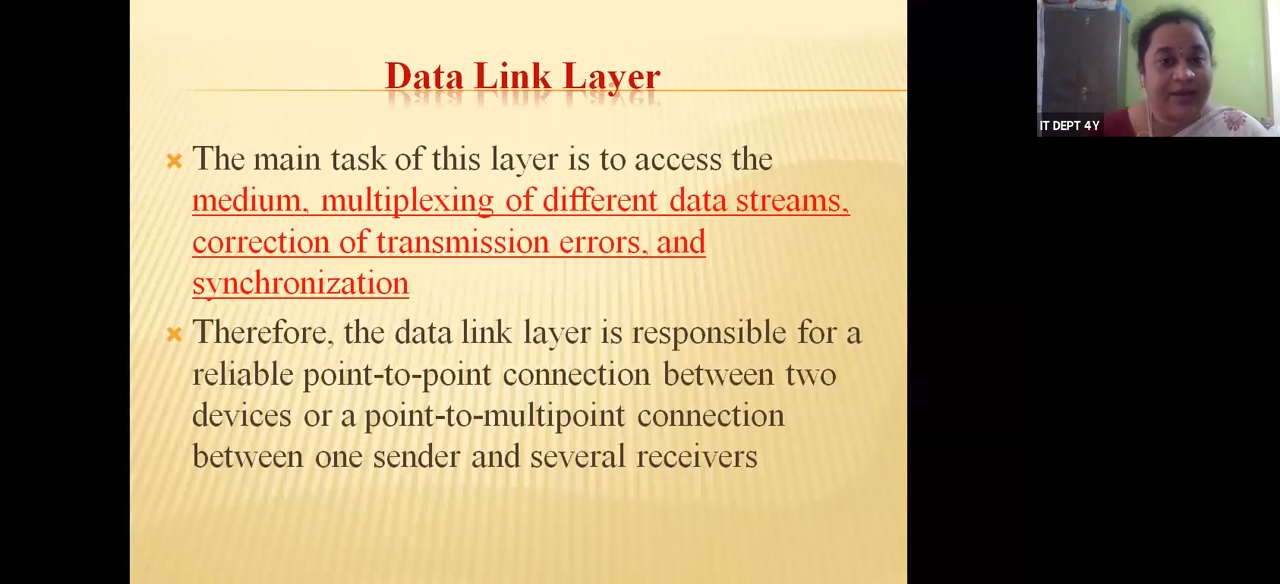 Data Link Layer
The main task of this layer is to access the
medium, multiplexing of different data streams,
correction of transmission errors, and
synchronization
Therefore, the data link layer is responsible for a
reliable point-to-point connection between two
devices or a point-to-multipoint connection
between one sender and several receivers
IT DEPT 4Y